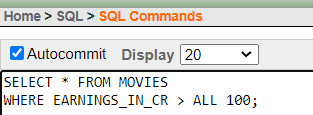 Home > SQL > SQL Commands
Autocommit Display 20
SELECT * FROM MOVIES
WHERE EARNINGS_IN_CR > ALL 100;